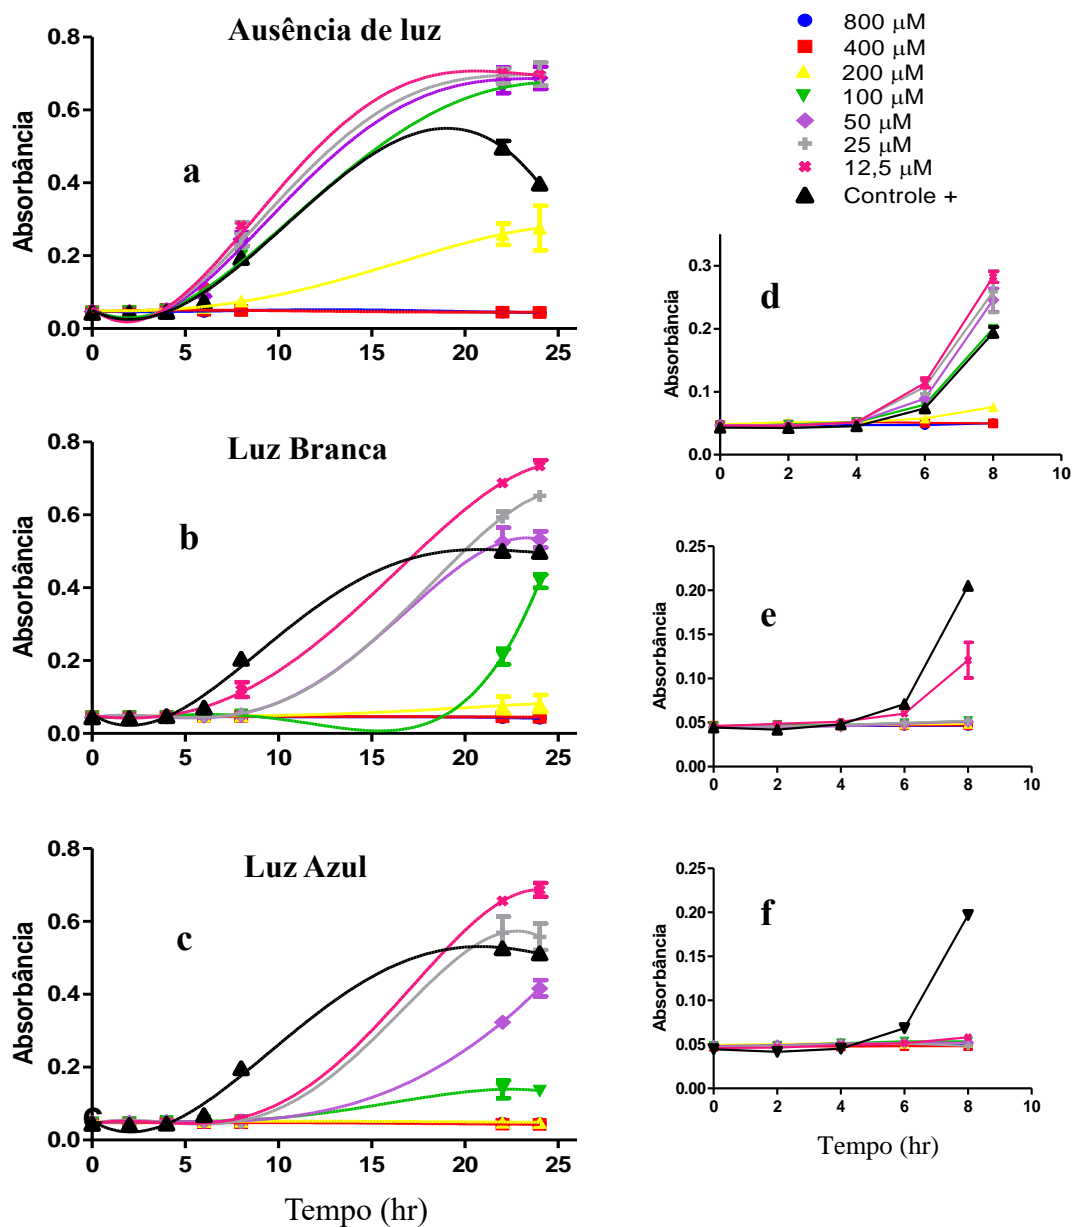 Ausência de luz
a
Absorbância
0.8
0.6
0.4
0.2
0.0
0 5 10 15 20 25
800 μM
400 μM
200 μM
100 μM
50 μM
25 μM
12,5 μM
Controle +
d
Absorbância
0.3
0.2
0.1
0.0
0 2 4 6 8 10
Luz Branca
b
Absorbância
0.8
0.6
0.4
0.2
0.0
0 5 10 15 20 25
e
Absorbância
0.25
0.20
0.15
0.10
0.05
0.00
0 2 4 6 8 10
Luz Azul
c
Absorbância
0.8
0.6
0.4
0.2
0.0
0 5 10 15 20 25
Tempo (hr)
f
Absorbância
0.25
0.20
0.15
0.10
0.05
0.00
0 2 4 6 8 10
Tempo (hr)